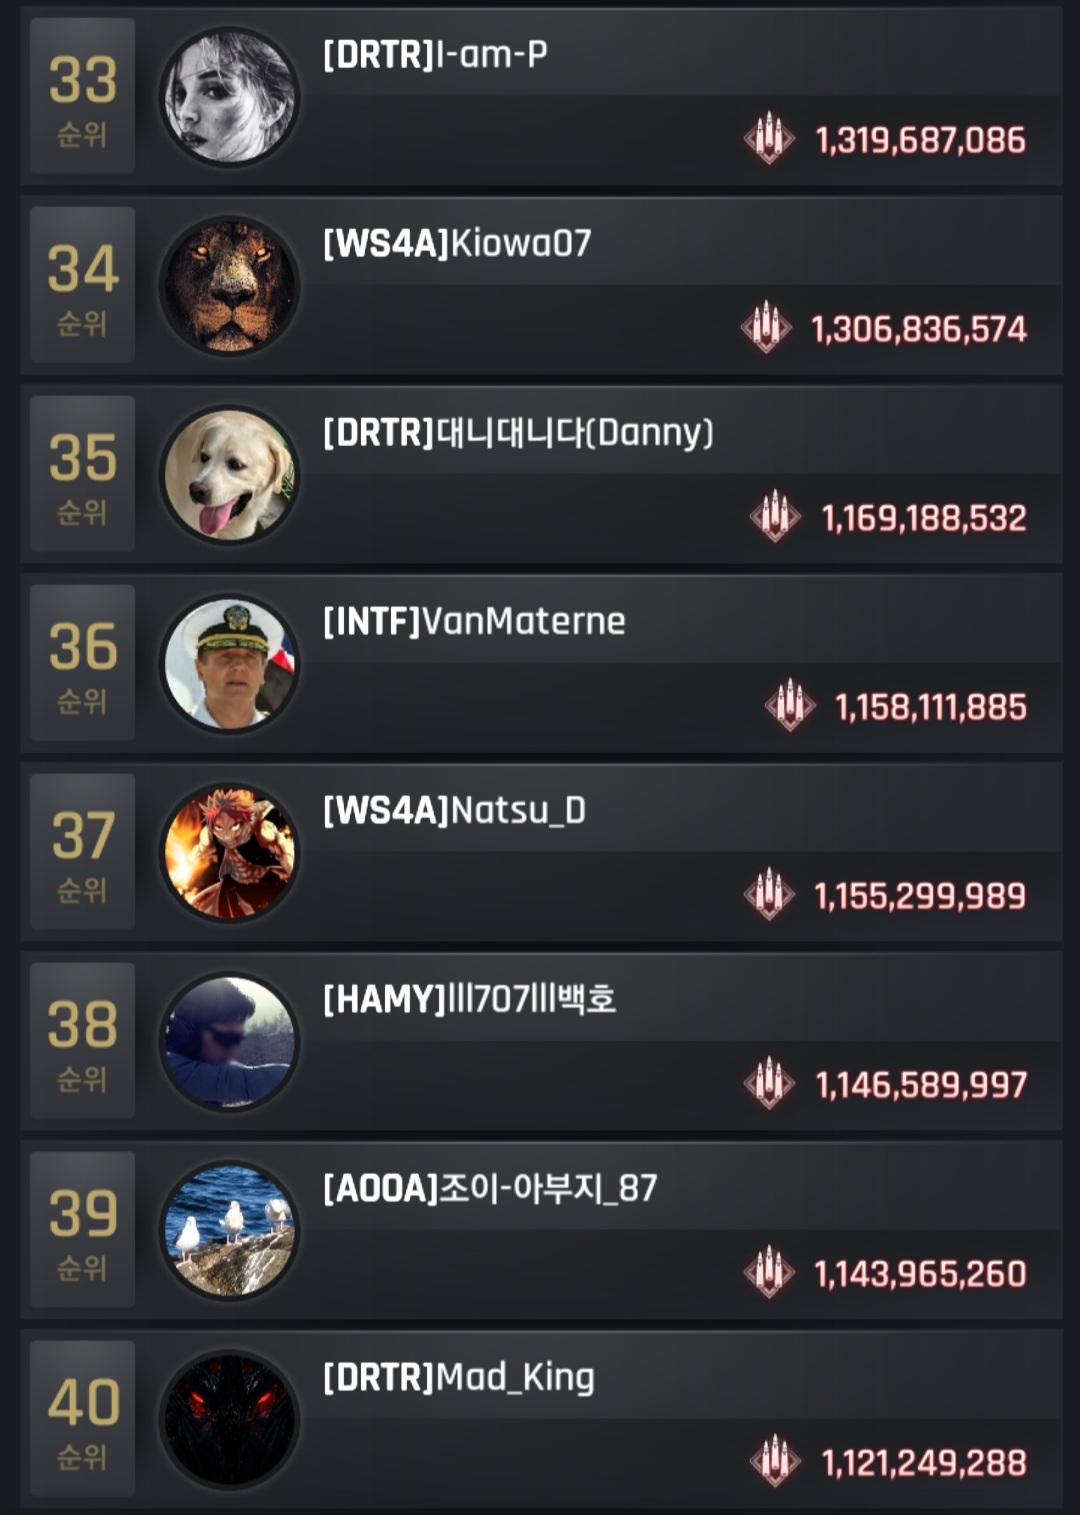 33
순위
[DRTR]I-am-P
1,319,687,086
34
순위
[WS4A]Kiowa07
1,306,836,574
35
순위
[DRTR]대니대니다(Danny)
1,169,188,532
36
순위
[INTF]VanMaterne
1,158,111,885
37
순위
[WS4A]Natsu_D
1,155,299,989
38
순위
[HAMY]lll707lll백호
1,146,589,997
39
순위
[AOOA]조이-아부지_87
1,143,965,260
40
순위
[DRTR]Mad_King
1,121,249,288